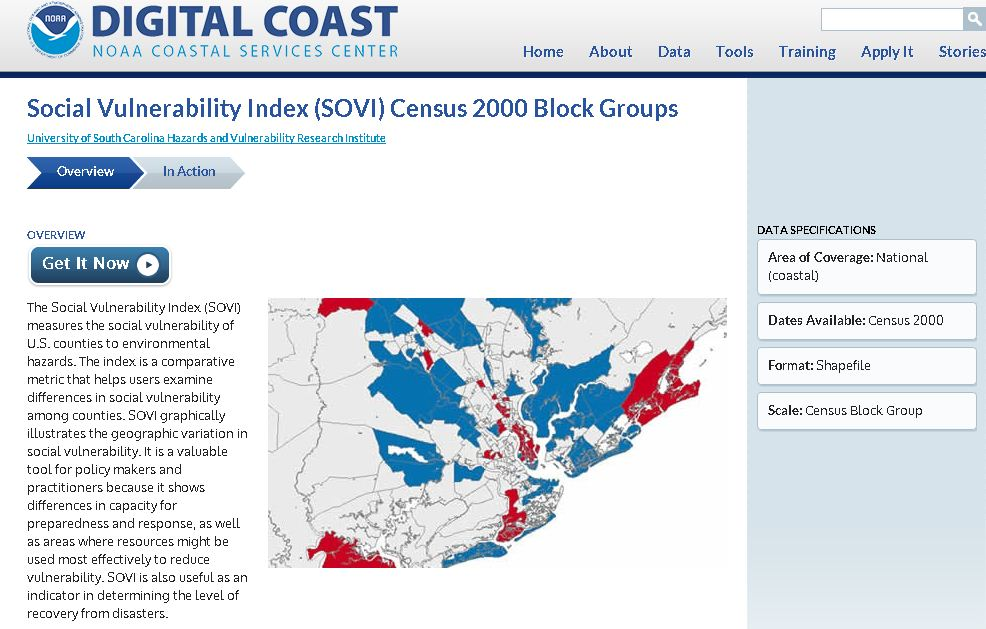 NOAA
DIGITAL COAST
NOAA COASTAL SERVICES CENTER
Home About Data Tools Training Apply It Stories
Social Vulnerability Index (SOVI) Census 2000 Block Groups
University of South Carolina Hazards and Vulnerability Research Institute
Overview In Action
OVERVIEW
Get It Now
The Social Vulnerability Index (SOVI)
measures the social vulnerability of
U.S. counties to environmental
hazards. The index is a comparative
metric that helps users examine
differences in social vulnerability
among counties. SOVI graphically
illustrates the geographic variation in
social vulnerability. It is a valuable
tool for policy makers and
practitioners because it shows
differences in capacity for
preparedness and response, as well
as areas where resources might be
used most effectively to reduce
vulnerability. SOVI is also useful as an
indicator in determining the level of
recovery from disasters.
DATA SPECIFICATIONS
Area of Coverage: National
(coastal)
Dates Available: Census 2000
Format: Shapefile
Scale: Census Block Group